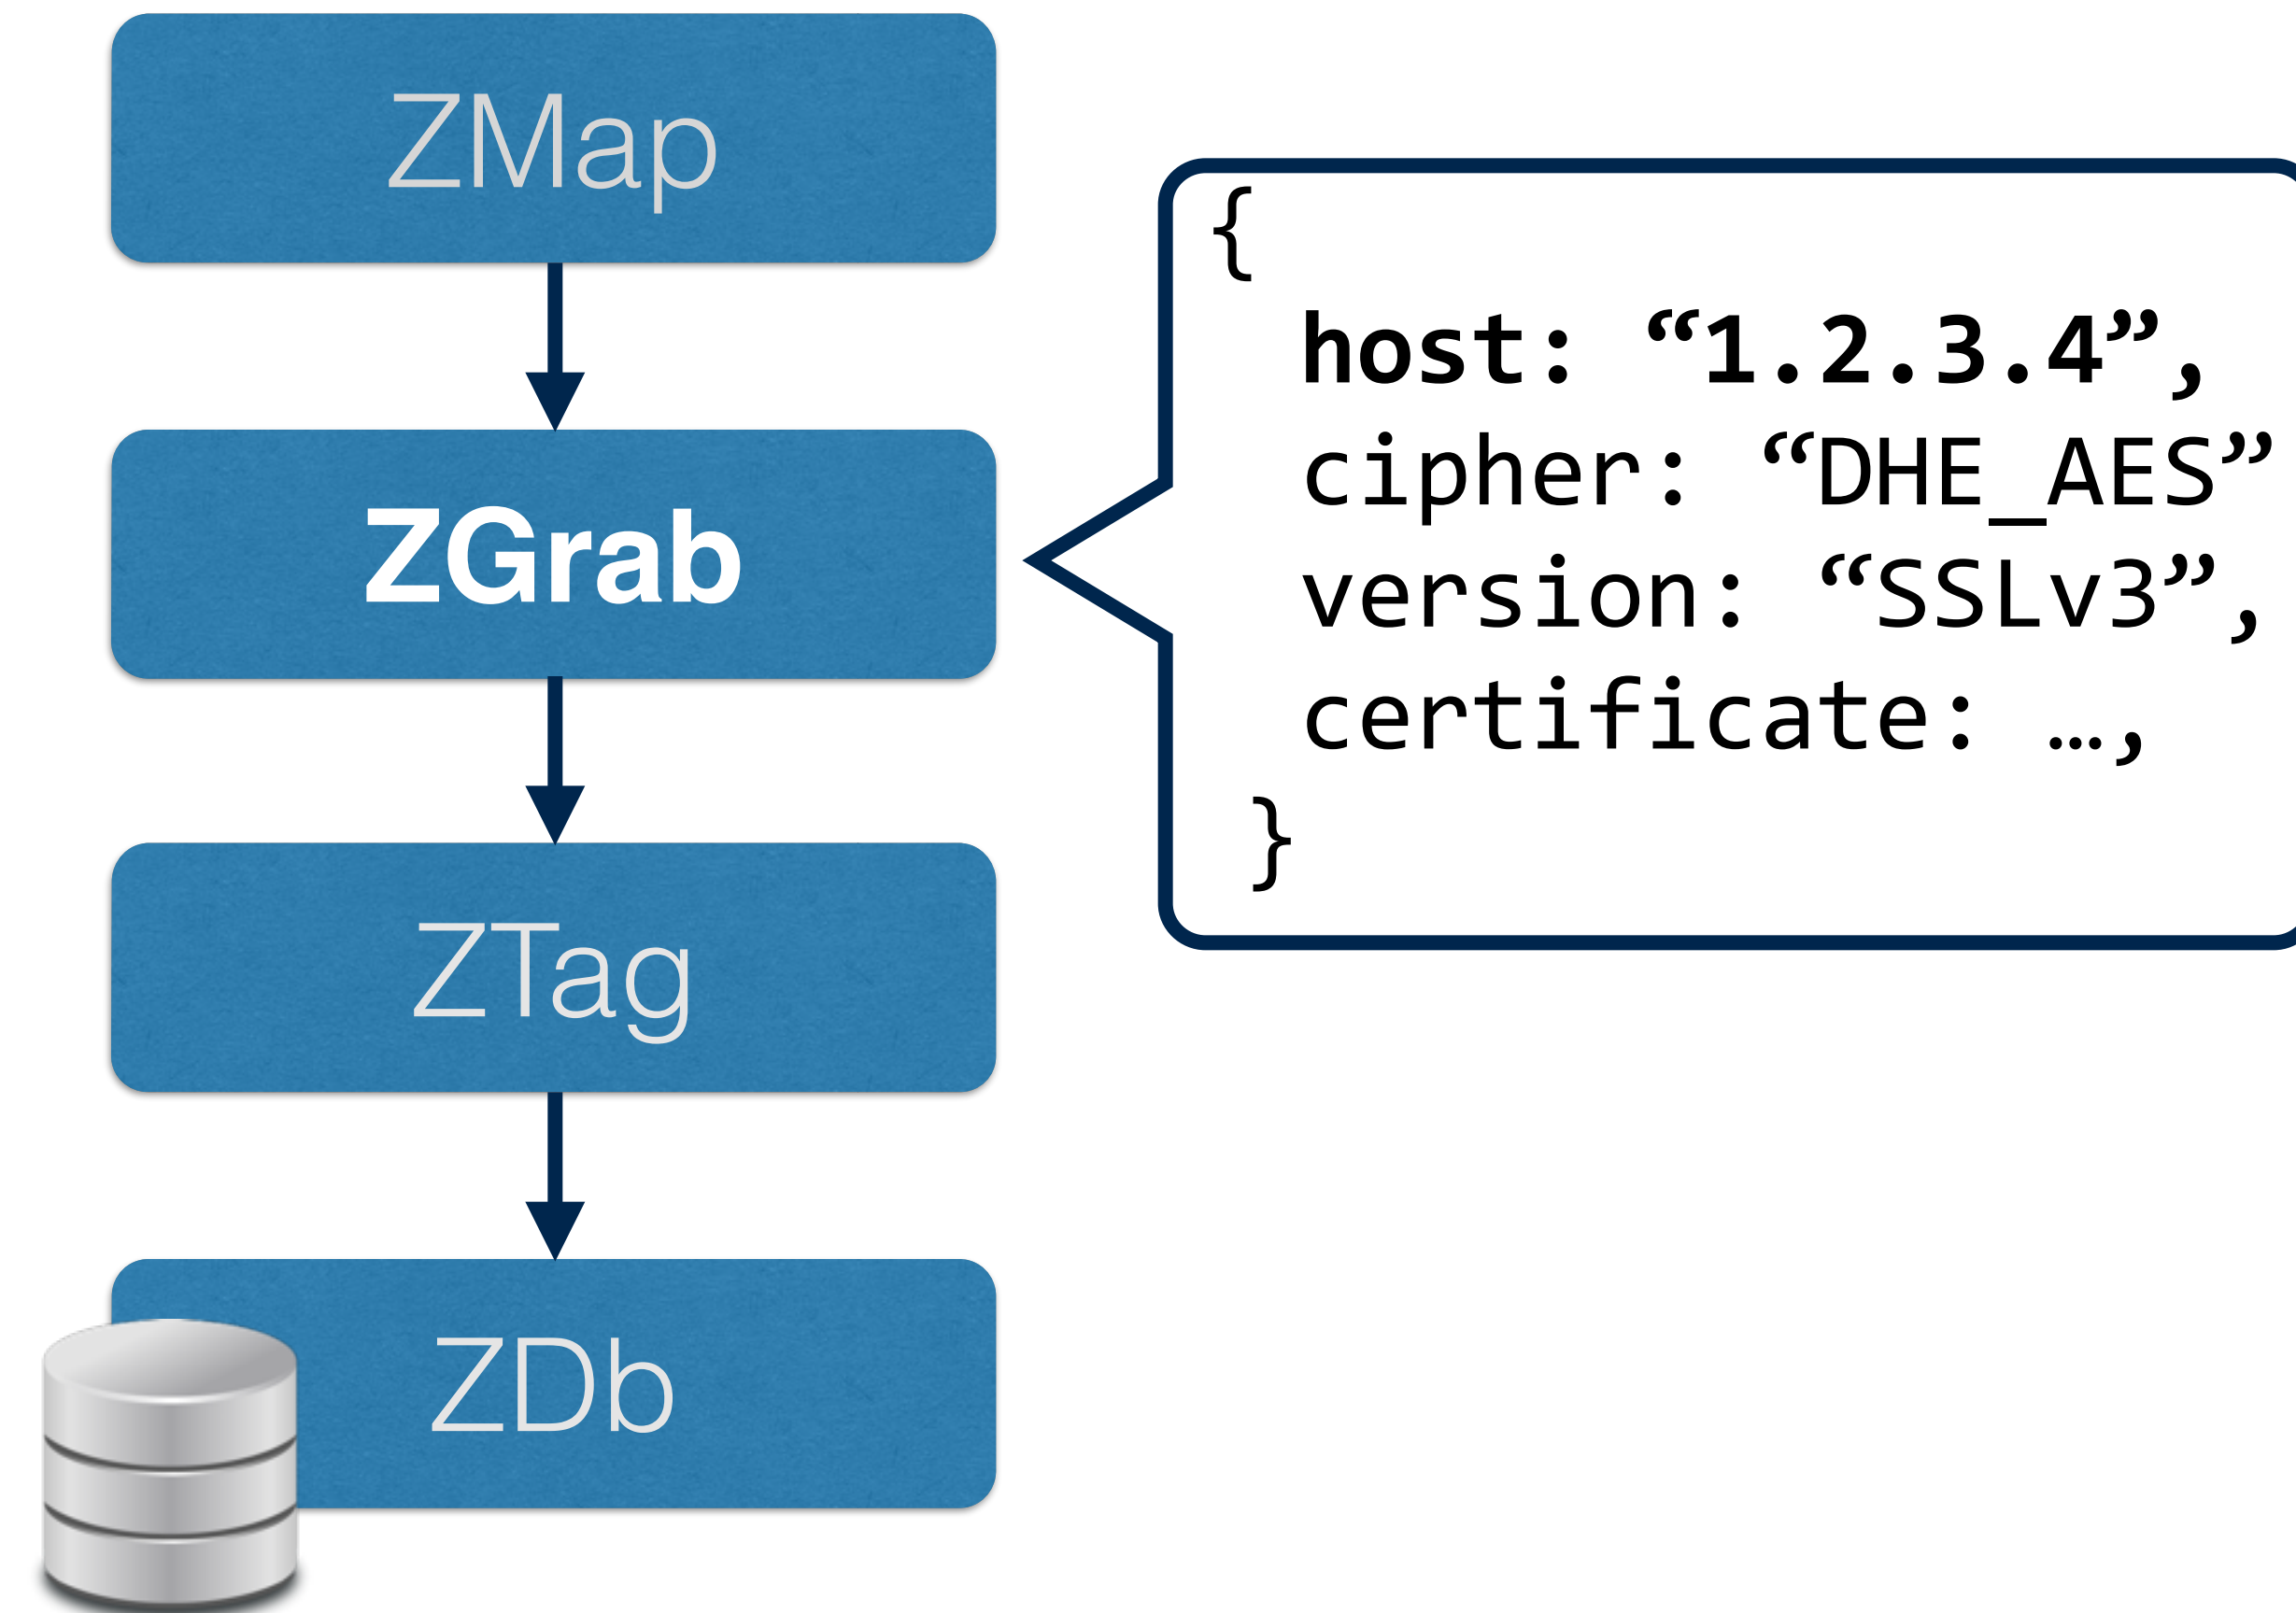 ZMap
ZGrab
ZTag
ZDb
{
host: “1.2.3.4”,
cipher: “DHE_AES”
version: “SSLv3”,
certificate: …,
}